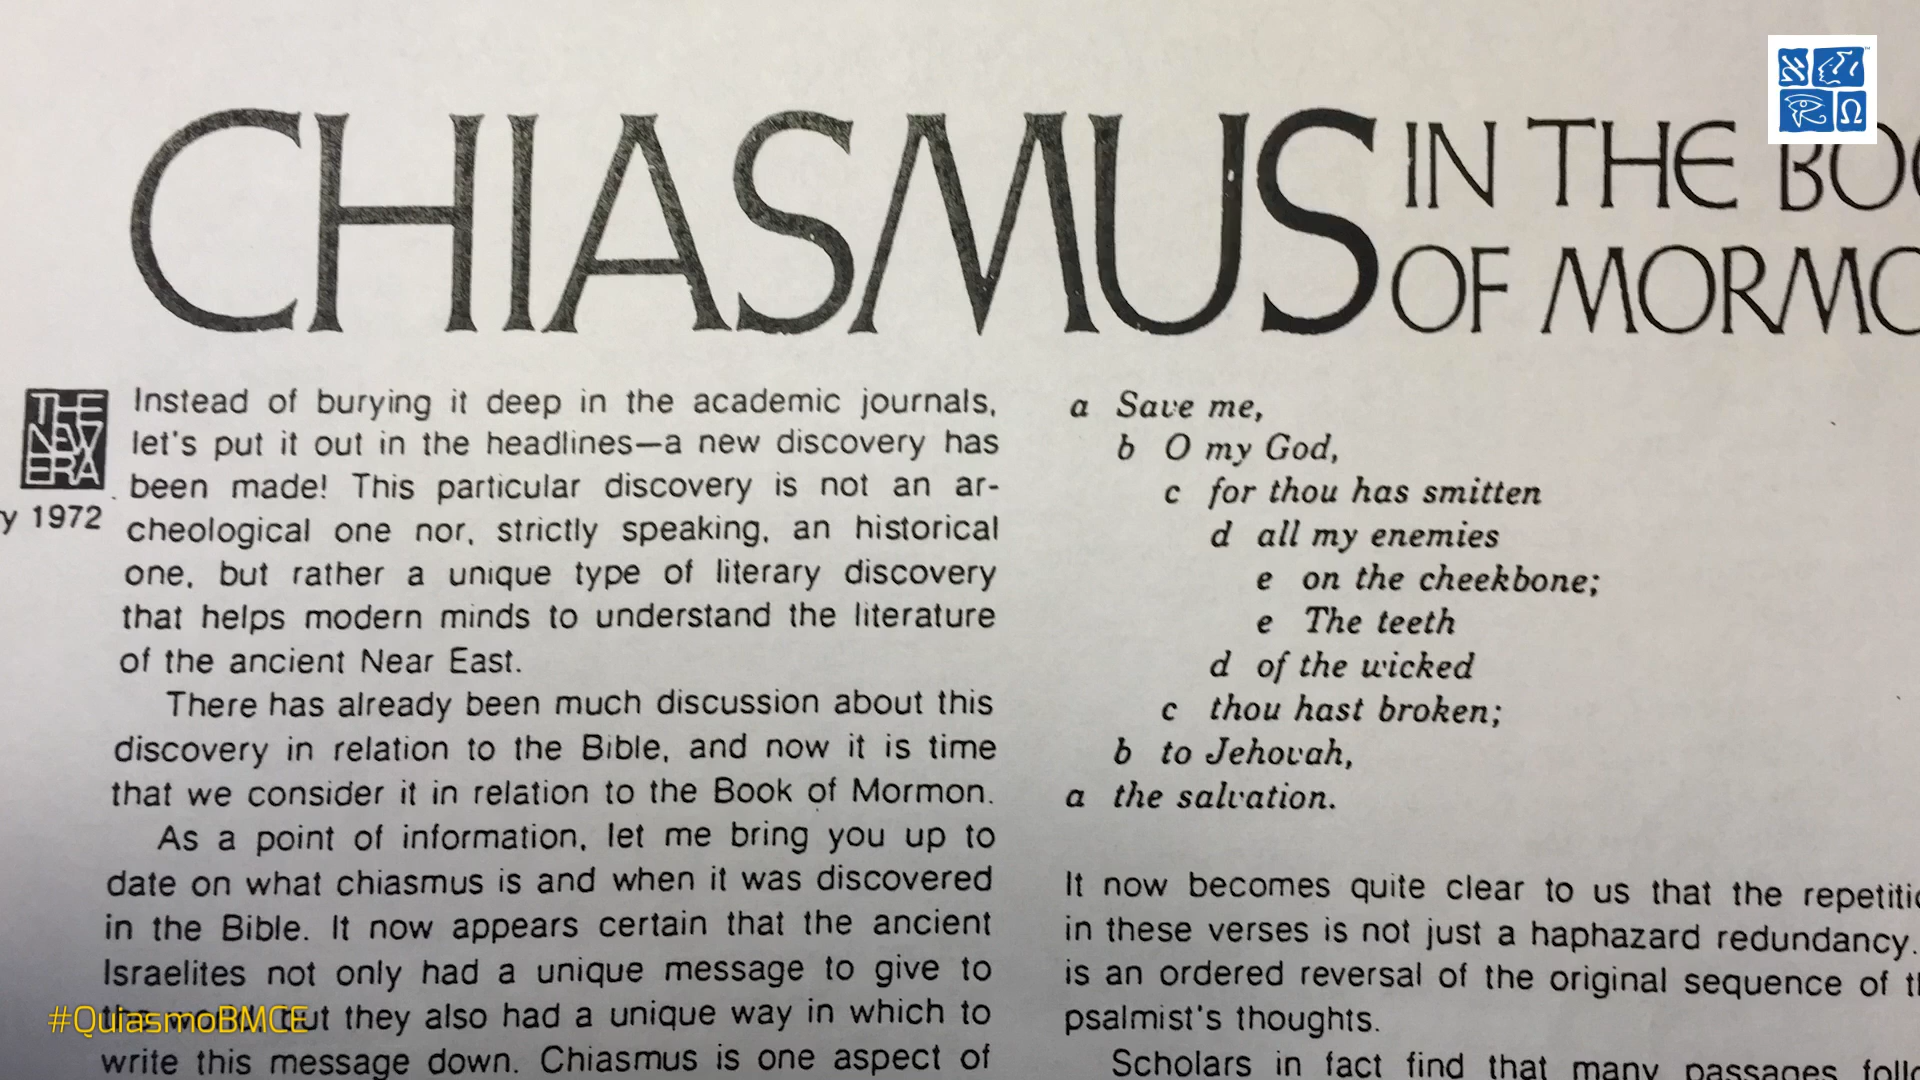 CHIASMUS IN THE BOO
OF MORMO
THE
NEW
ERA
y 1972
Instead of burying it deep in the academic journals,
let's put it out in the headlines—a new discovery has
been made! This particular discovery is not an ar-
cheological one nor, strictly speaking, an historical
one, but rather a unique type of literary discovery
that helps modern minds to understand the literature
of the ancient Near East.
There has already been much discussion about this
discovery in relation to the Bible, and now it is time
that we consider it in relation to the Book of Mormon.
As a point of information, let me bring you up to
date on what chiasmus is and when it was discovered
in the Bible. It now appears certain that the ancient
Israelites not only had a unique message to give to
but they also had a unique way in which to
write this message down. Chiasmus is one aspect of
a Save me,
b O my God,
c for thou has smitten
d all my enemies
e on the cheekbone;
e The teeth
d of the wicked
c thou hast broken;
b to Jehovah,
a the salvation.
It now becomes quite clear to us that the repetitio
in these verses is not just a haphazard redundancy.
is an ordered reversal of the original sequence of th
psalmist's thoughts.
Scholars in fact find that many passages follo
#QuiasmoBMCE
א
Ω